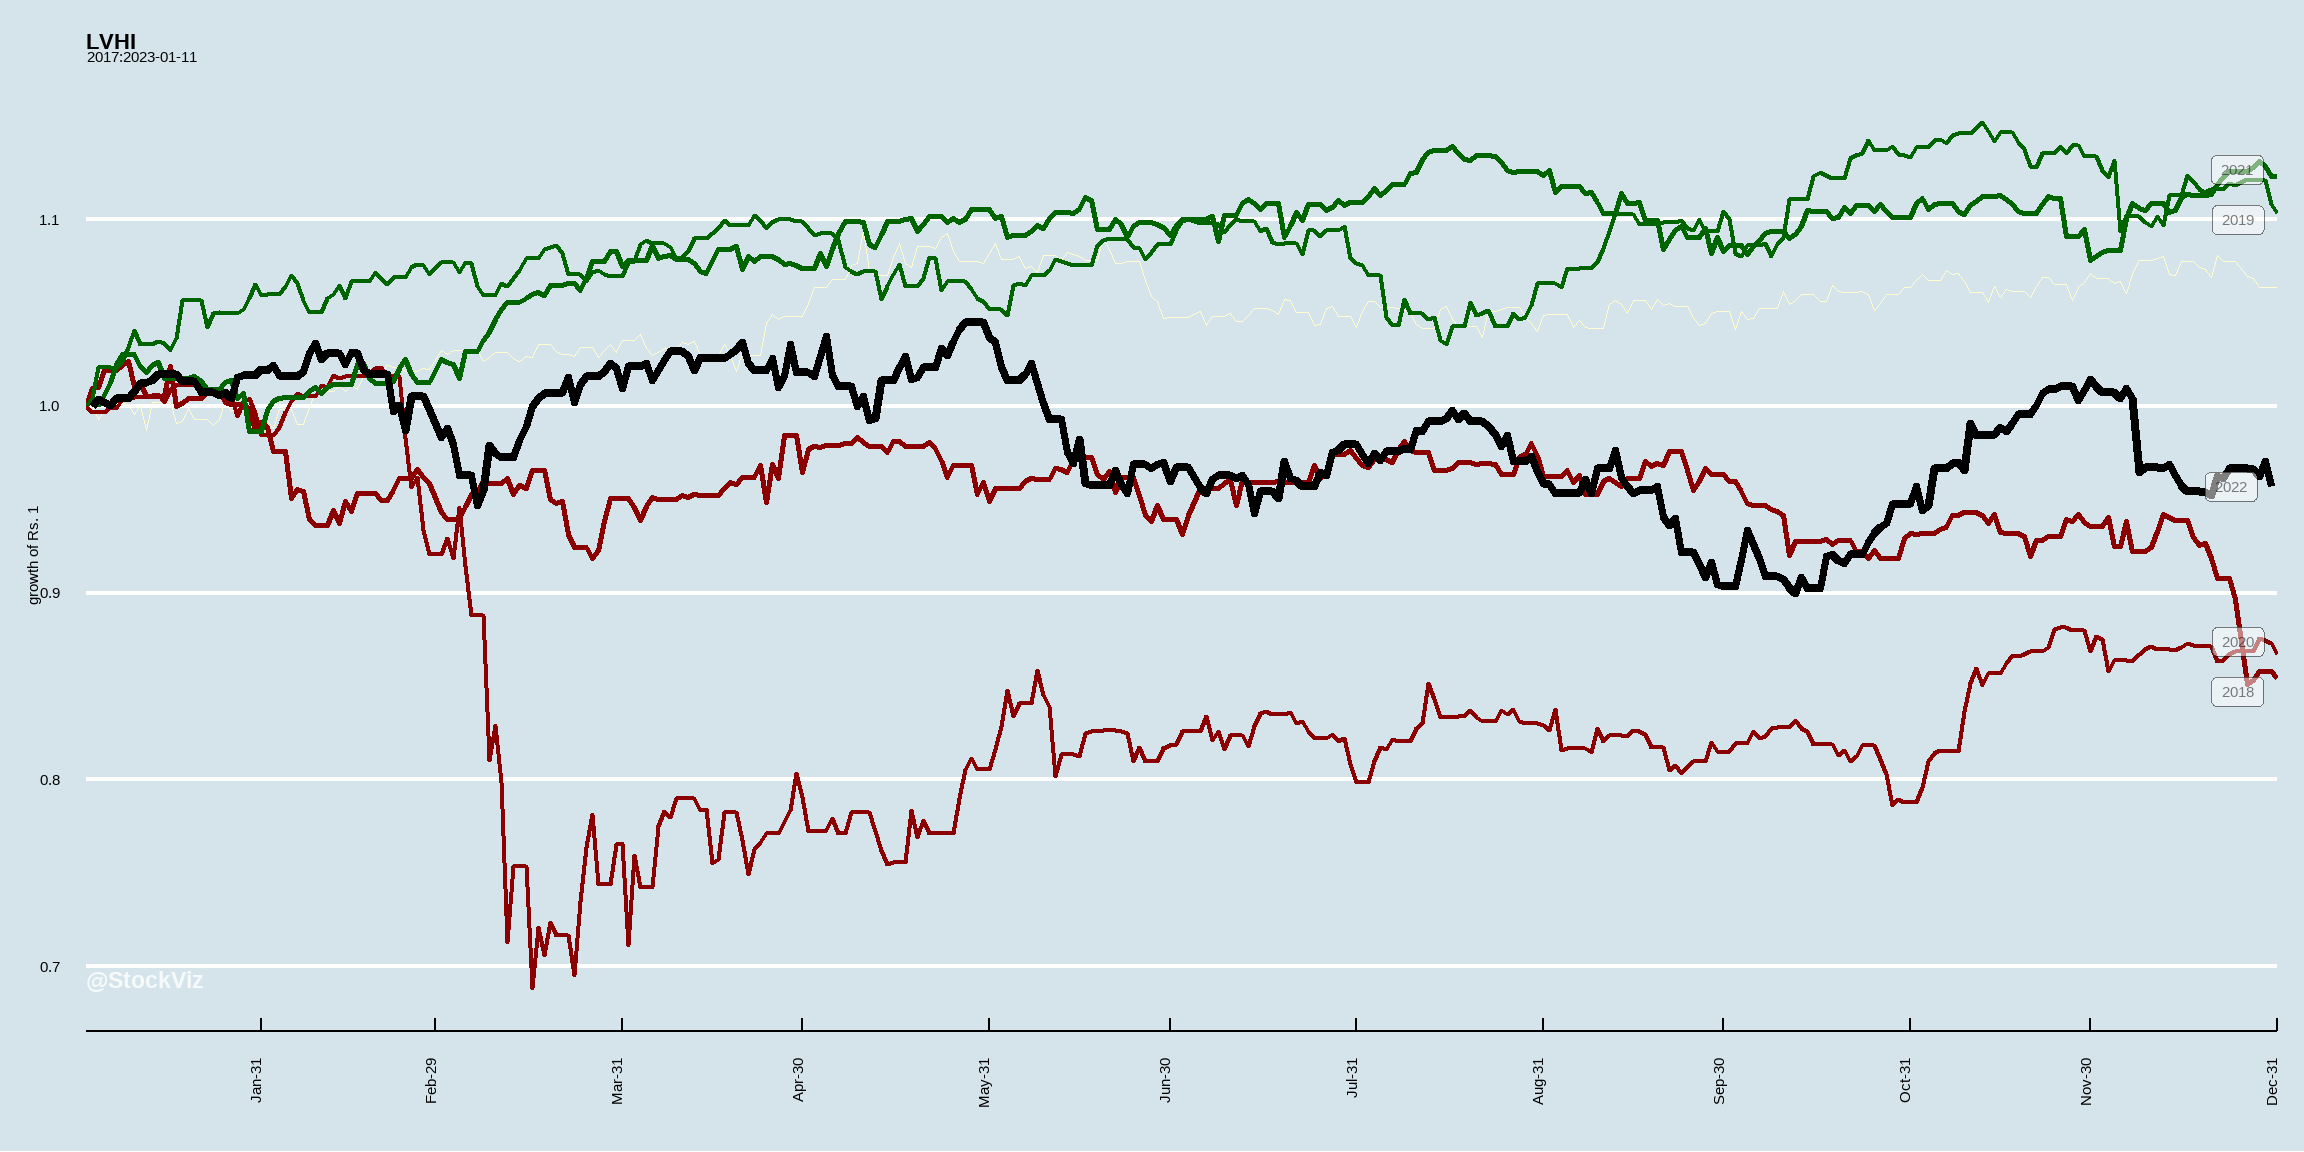 LVHI
2017:2023-01-11
growth of Rs. 1
1.1
1.0
0.9
0.8
0.7
2021
2019
2022
2020
2018
@StockViz
Jan-31
Feb-29
Mar-31
Apr-30
May-31
Jun-30
Jul-31
Aug-31
Sep-30
Oct-31
Nov-30
Dec-31